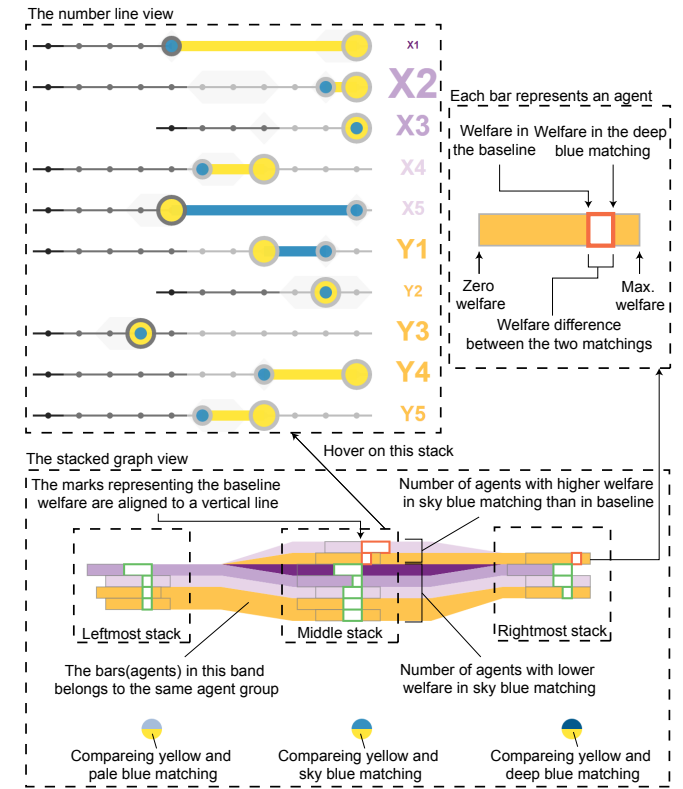 The number line view
X1
X2
X3
X4
X5
Y1
Y2
Y3
Y4
Y5
Each bar represents an agent
Welfare in
the baseline
Welfare in the deep
blue matching
Zero
welfare
Max.
welfare
Welfare difference
between the two matchings
Hover on this stack
The stacked graph view
The marks representing the baseline
welfare are aligned to a vertical line
Number of agents with higher welfare
in sky blue matching than in baseline
Leftmost stack
Middle stack
Rightmost stack
The bars(agents) in this band
belongs to the same agent group
Number of agents with lower
welfare in sky blue matching
Compareing yellow and
pale blue matching
Compareing yellow and
sky blue matching
Compareing yellow and
deep blue matching